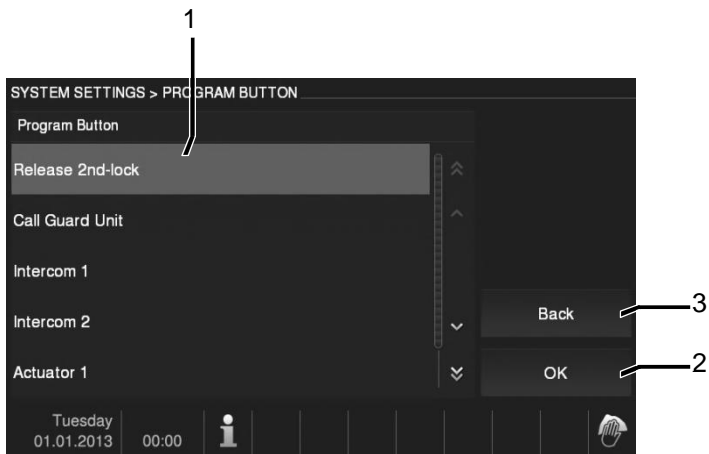 1
SYSTEM SETTINGS > PROGRAM BUTTON
Program Button
Release 2nd-lock
Call Guard Unit
Intercom 1
Intercom 2
Back
3
Actuator 1
OK
2
Tuesday
01.01.2013 00:00